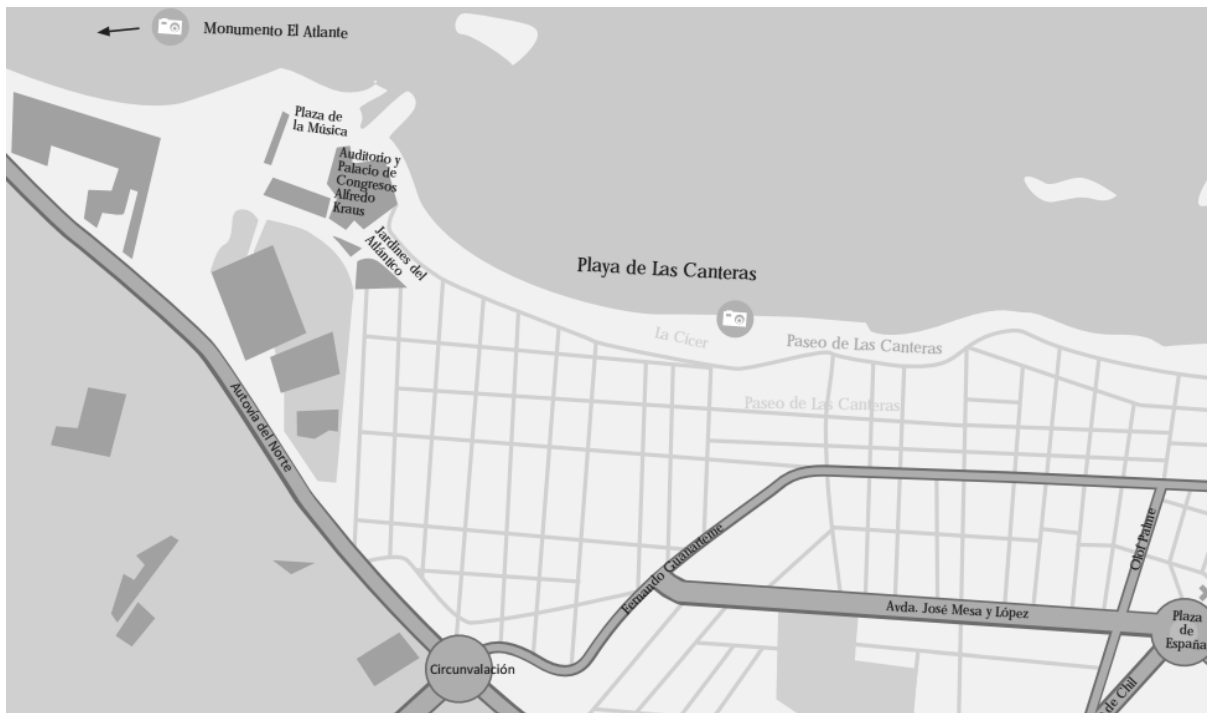 Monumento El Atlante
Plaza de
la Música
Auditorio y
Palacio de
Congresos
Alfredo
Kraus
Jardines del
Atlántico
Playa de Las Canteras
La Cícer
Paseo de Las Canteras
Paseo de Las Canteras
Autovía del Norte
Fernando Guanarteme
Olof Palme
Avda. José Mesa y López
Plaza
de
España
Circunvalación
de Chil